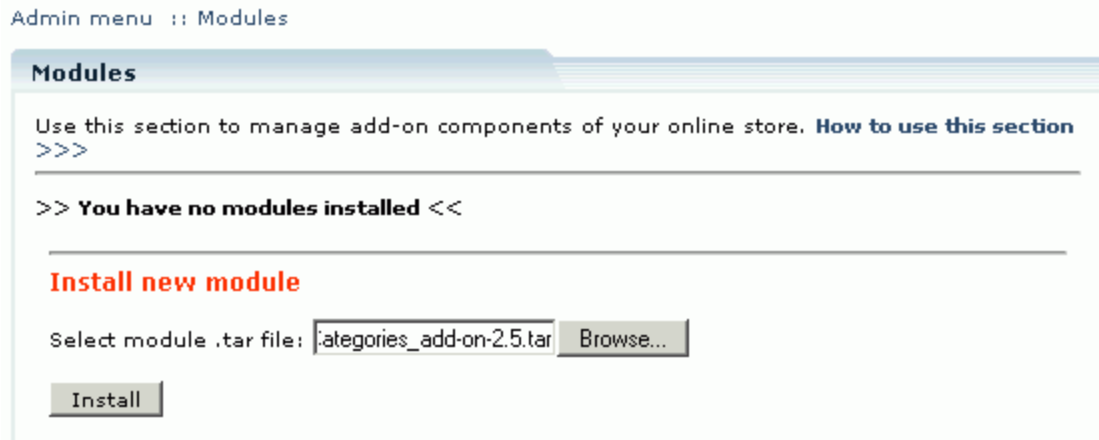 Admin menu :: Modules
Modules
Use this section to manage add-on components of your online store. How to use this section
>>>
>> You have no modules installed <<
Install new module
Select module .tar file: ategories_add-on-2.5.tar Browse...
Install